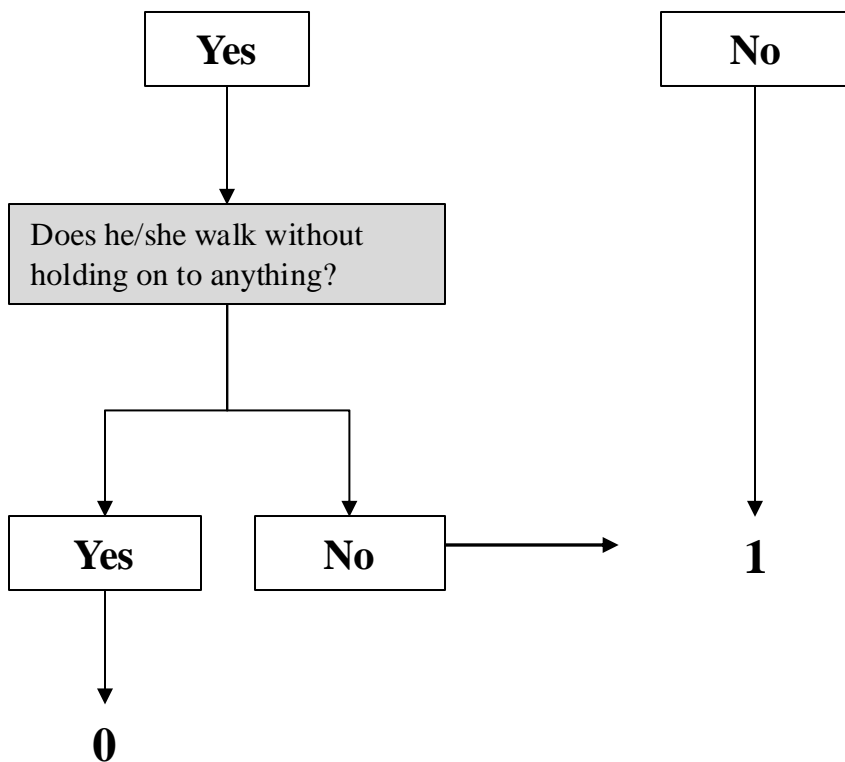 Yes
No
Does he/she walk without
holding on to anything?
Yes
No
1
0